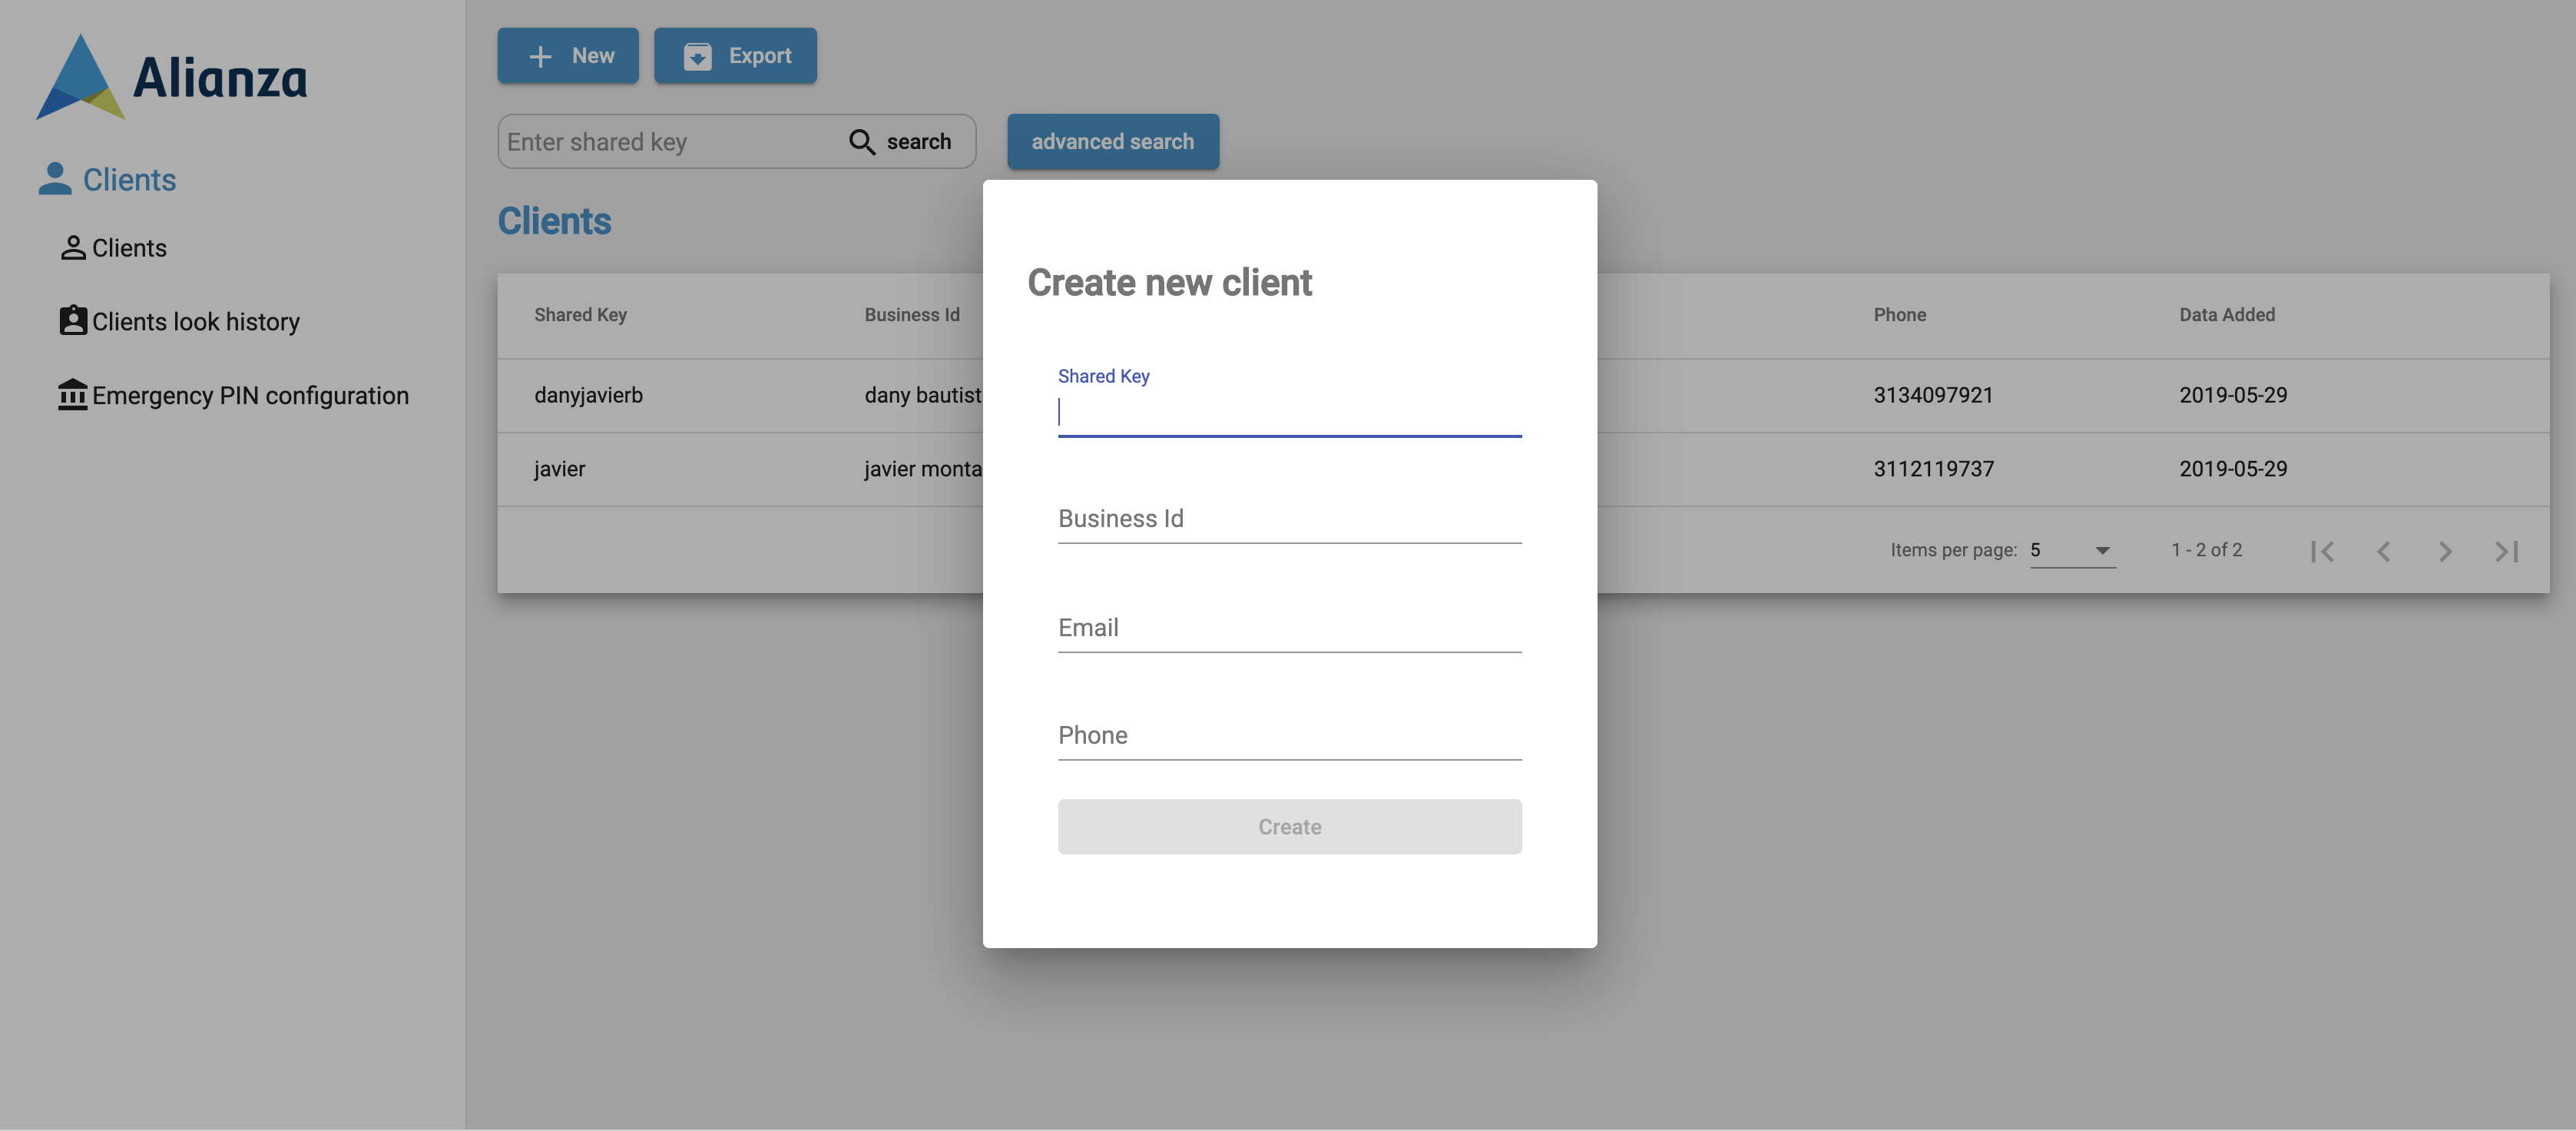 Alianza
Clients
Clients
Clients look history
Emergency PIN configuration
New
Export
Enter shared key
search
advanced search
Clients
Shared Key Business Id Phone Data Added
danyjavierb dany bautist 3134097921 2019-05-29
javier javier monta 3112119737 2019-05-29
Items per page: 5 1 - 2 of 2
Create new client
Shared Key
Business Id
Email
Phone
Create